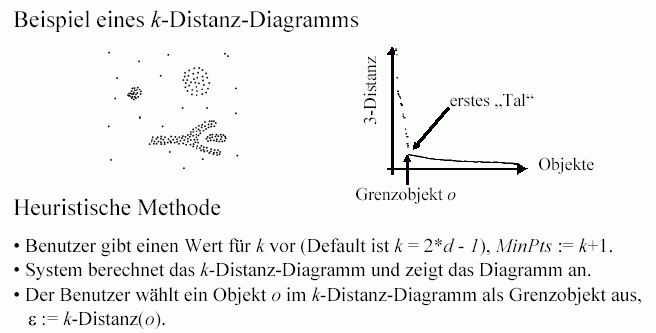 Beispiel eines k-Distanz-Diagramms
3-Distanz
erstes „Tal“
Objekte
Grenzobjekt o
Heuristische Methode
• Benutzer gibt einen Wert für k vor (Default ist k = 2*d - 1), MinPts := k+1.
• System berechnet das k-Distanz-Diagramm und zeigt das Diagramm an.
• Der Benutzer wählt ein Objekt o im k-Distanz-Diagramm als Grenzobjekt aus,
ε := k-Distanz(o).